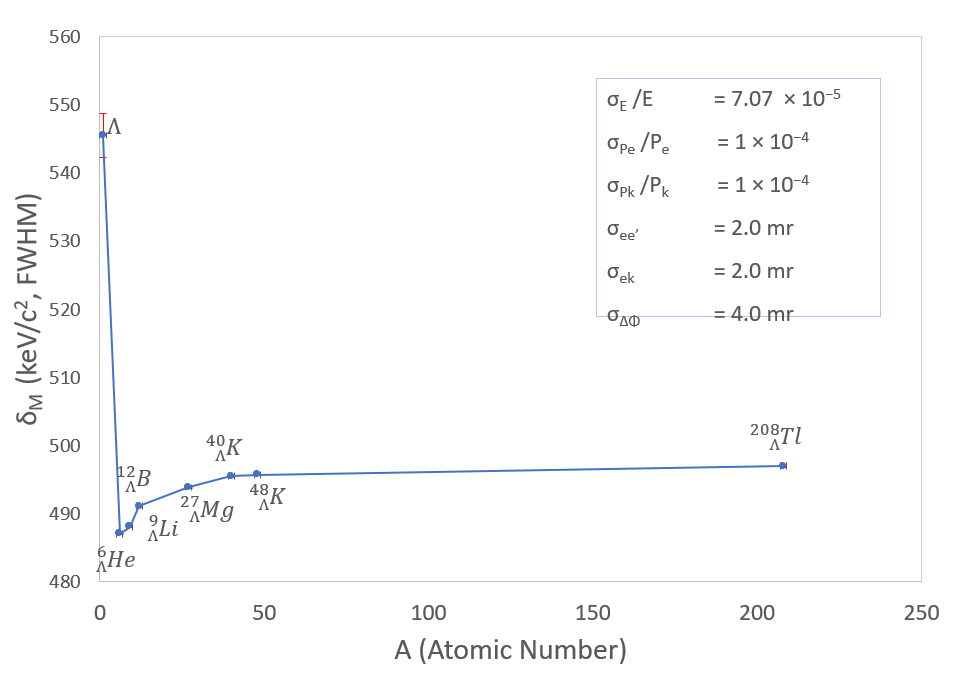 560
550
540
530
520
510
500
490
480
δM (keV/c², FWHM)
Λ
σE /E = 7.07 × 10⁻⁵
σPe /Pe = 1 × 10⁻⁴
σPk /Pk = 1 × 10⁻⁴
σee′ = 2.0 mr
σek = 2.0 mr
σΔΦ = 4.0 mr
²⁰⁸ΛTl
⁴⁰ΛK
¹²ΛB
⁴⁸ΛK
²⁷ΛMg
⁹ΛLi
⁶ΛHe
0 50 100 150 200 250
A (Atomic Number)